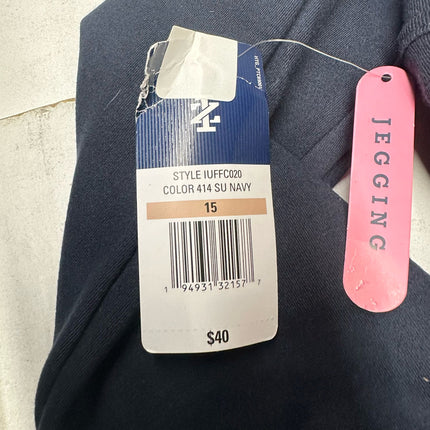 STYLE IUFFC020
COLOR 414 SU NAVY
15
1 94931 32157 7
$40
JEGGING